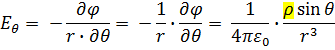 E_θ = − ∂φ / (r · ∂θ) = − (1 / r) · (∂φ / ∂θ) = (1 / (4πε₀)) · (ρ sin θ / r³)